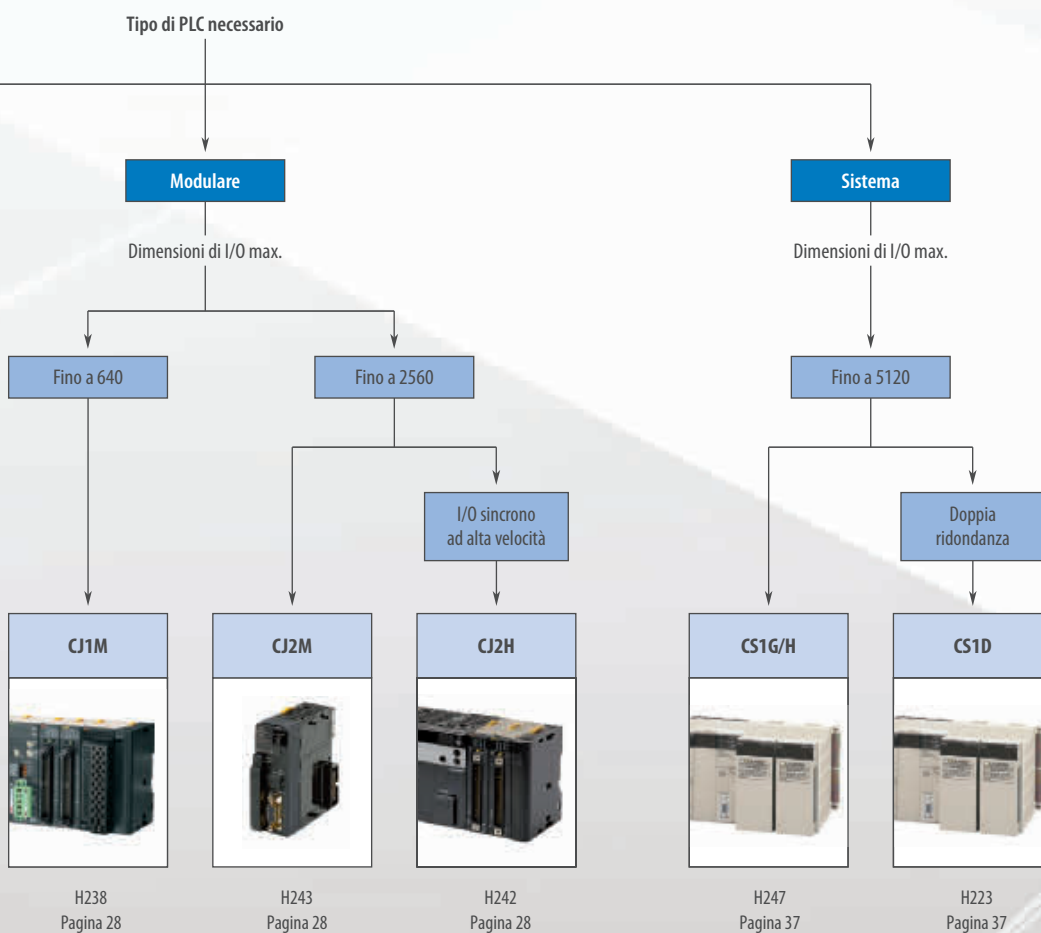 Tipo di PLC necessario
Modulare
Sistema
Dimensioni di I/O max.
Dimensioni di I/O max.
Fino a 640
Fino a 2560
Fino a 5120
I/O sincrono
ad alta velocità
Doppia
ridondanza
CJ1M
CJ2M
CJ2H
CS1G/H
CS1D
H238
Pagina 28
H243
Pagina 28
H242
Pagina 28
H247
Pagina 37
H223
Pagina 37